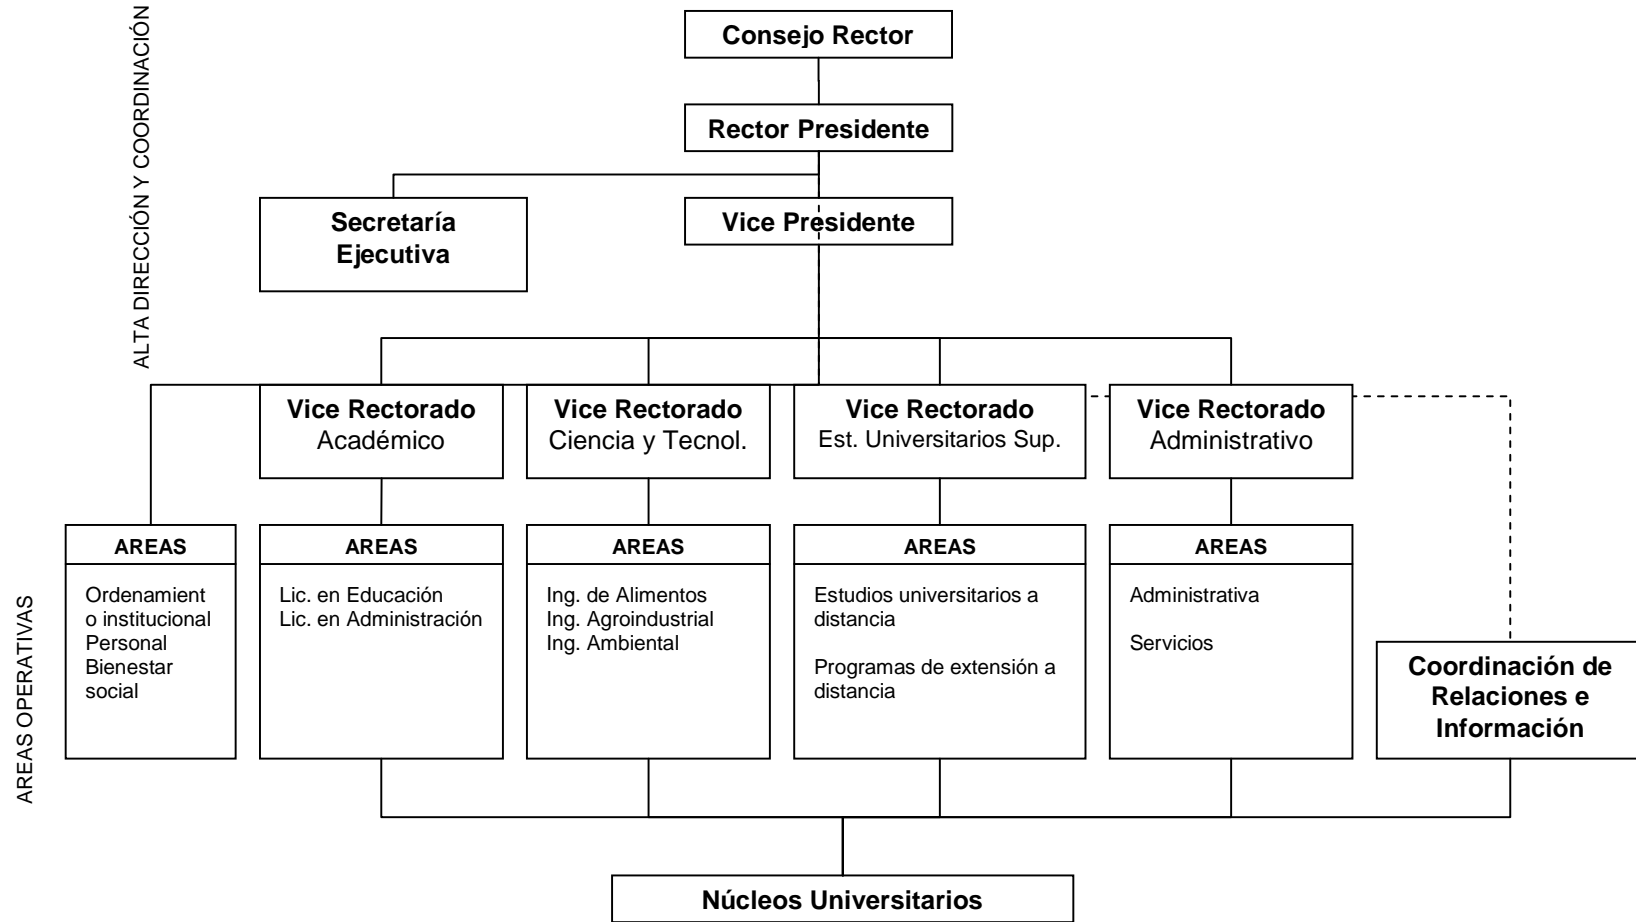 ALTA DIRECCIÓN Y COORDINACIÓN
Consejo Rector
Rector Presidente
Secretaría
Ejecutiva
Vice Presidente
Vice Rectorado
Académico
Vice Rectorado
Ciencia y Tecnol.
Vice Rectorado
Est. Universitarios Sup.
Vice Rectorado
Administrativo
AREAS OPERATIVAS
AREAS
Ordenamient
o institucional
Personal
Bienestar
social
AREAS
Lic. en Educación
Lic. en Administración
AREAS
Ing. de Alimentos
Ing. Agroindustrial
Ing. Ambiental
AREAS
Estudios universitarios a
distancia
Programas de extensión a
distancia
AREAS
Administrativa
Servicios
Coordinación de
Relaciones e
Información
Núcleos Universitarios